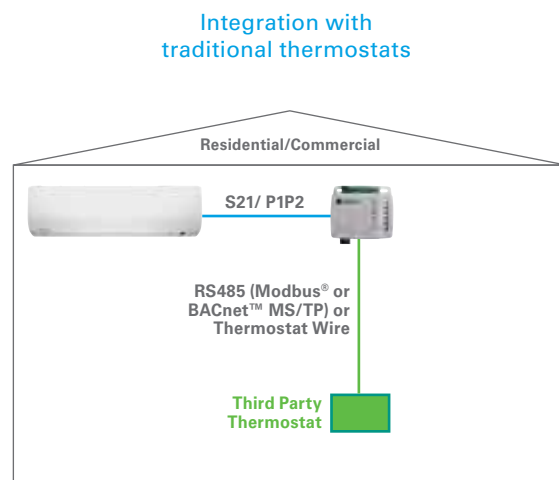 Integration with
traditional thermostats
Residential/Commercial
S21/ P1P2
RS485 (Modbus® or
BACnet™ MS/TP) or
Thermostat Wire
Third Party
Thermostat